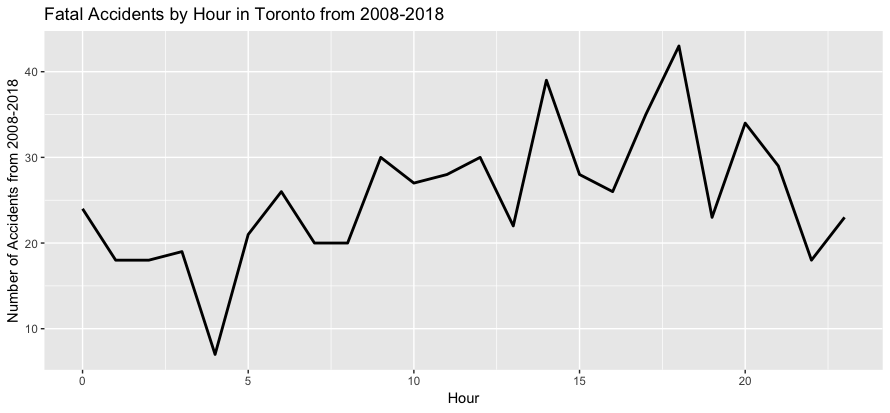 Fatal Accidents by Hour in Toronto from 2008-2018
Number of Accidents from 2008-2018
40
30
20
10
0 5 10 15 20
Hour